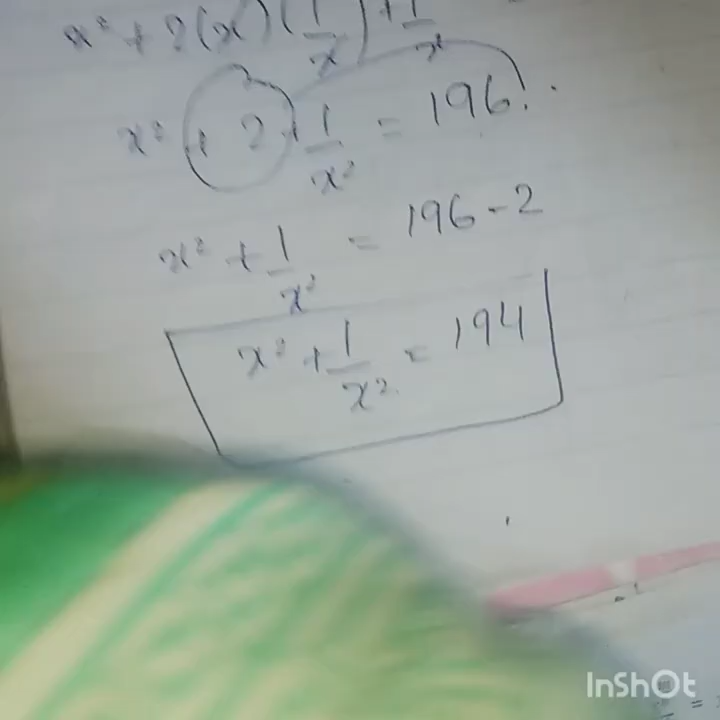 x² + 2(x)(1/x) + 1/x²
x² + 2 + 1/x² = 196
x² + 1/x² = 196 - 2
x² + 1/x² = 194
InShOt